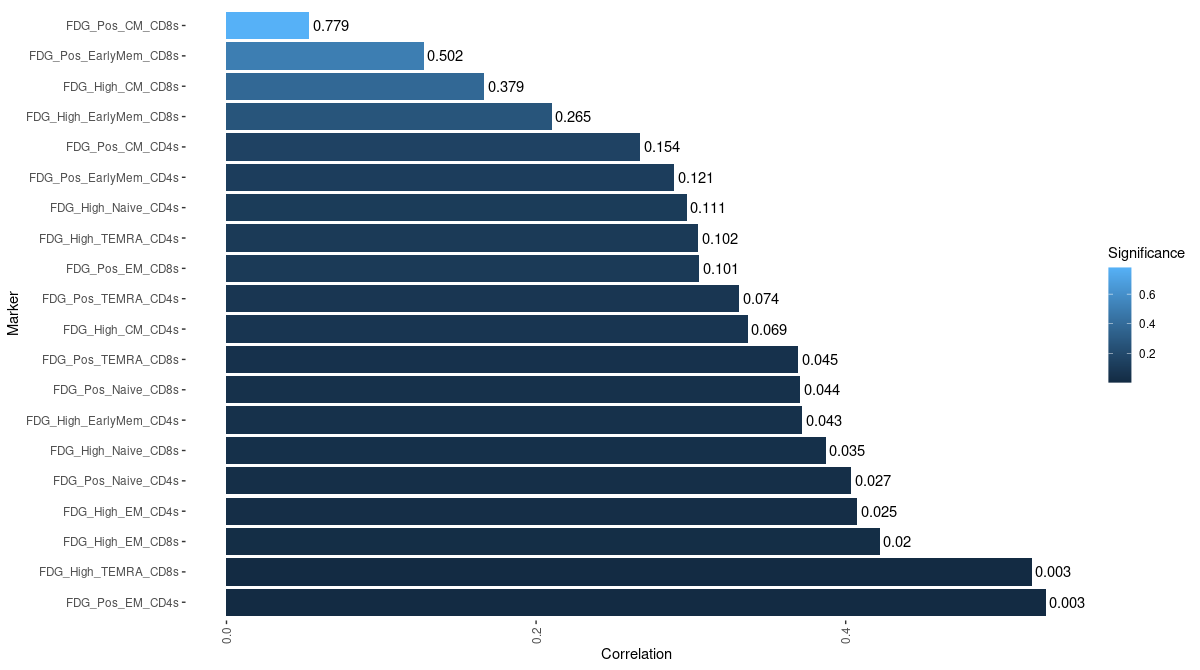 FDG_Pos_CM_CD8s
0.779
FDG_Pos_EarlyMem_CD8s
0.502
FDG_High_CM_CD8s
0.379
FDG_High_EarlyMem_CD8s
0.265
FDG_Pos_CM_CD4s
0.154
FDG_Pos_EarlyMem_CD4s
0.121
FDG_High_Naive_CD4s
0.111
FDG_High_TEMRA_CD4s
0.102
FDG_Pos_EM_CD8s
0.101
FDG_Pos_TEMRA_CD4s
0.074
FDG_High_CM_CD4s
0.069
FDG_Pos_TEMRA_CD8s
0.045
FDG_Pos_Naive_CD8s
0.044
FDG_High_EarlyMem_CD4s
0.043
FDG_High_Naive_CD8s
0.035
FDG_Pos_Naive_CD4s
0.027
FDG_High_EM_CD4s
0.025
FDG_High_EM_CD8s
0.02
FDG_High_TEMRA_CD8s
0.003
FDG_Pos_EM_CD4s
0.003
Marker
0.0
0.2
0.4
Correlation
Significance
0.6
0.4
0.2